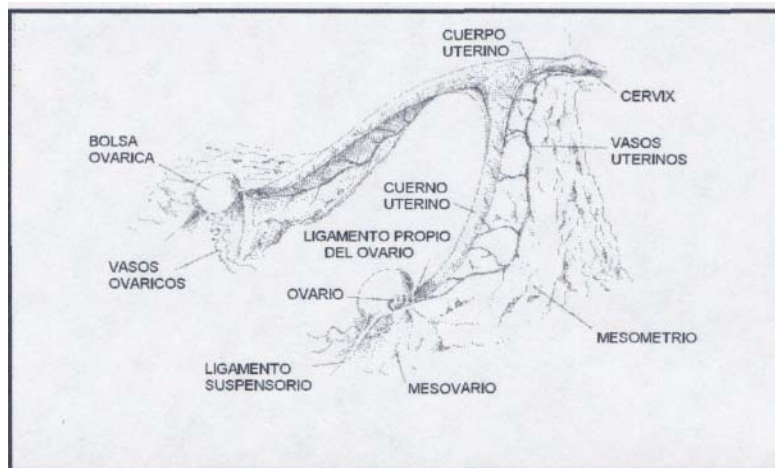 CUERPO
UTERINO
CERVIX
BOLSA
OVARICA
VASOS
UTERINOS
CUERNO
UTERINO
LIGAMENTO PROPIO
DEL OVARIO
VASOS
OVARICOS
OVARIO
MESOMETRIO
LIGAMENTO
SUSPENSORIO
MESOVARIO